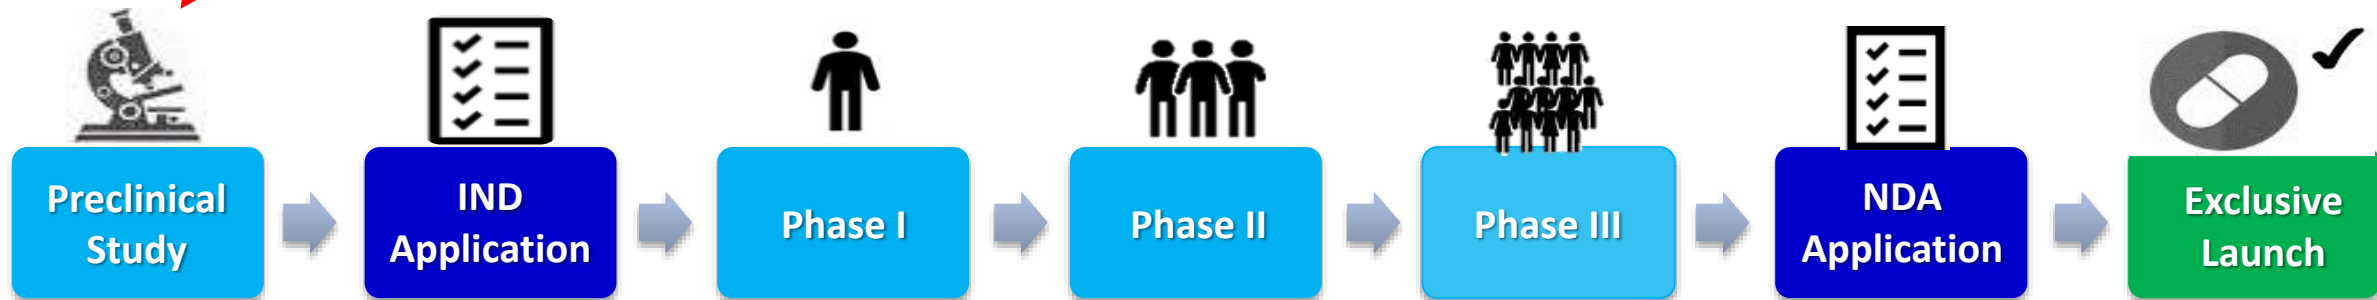 Preclinical
Study
IND
Application
Phase I
Phase II
Phase III
NDA
Application
Exclusive
Launch